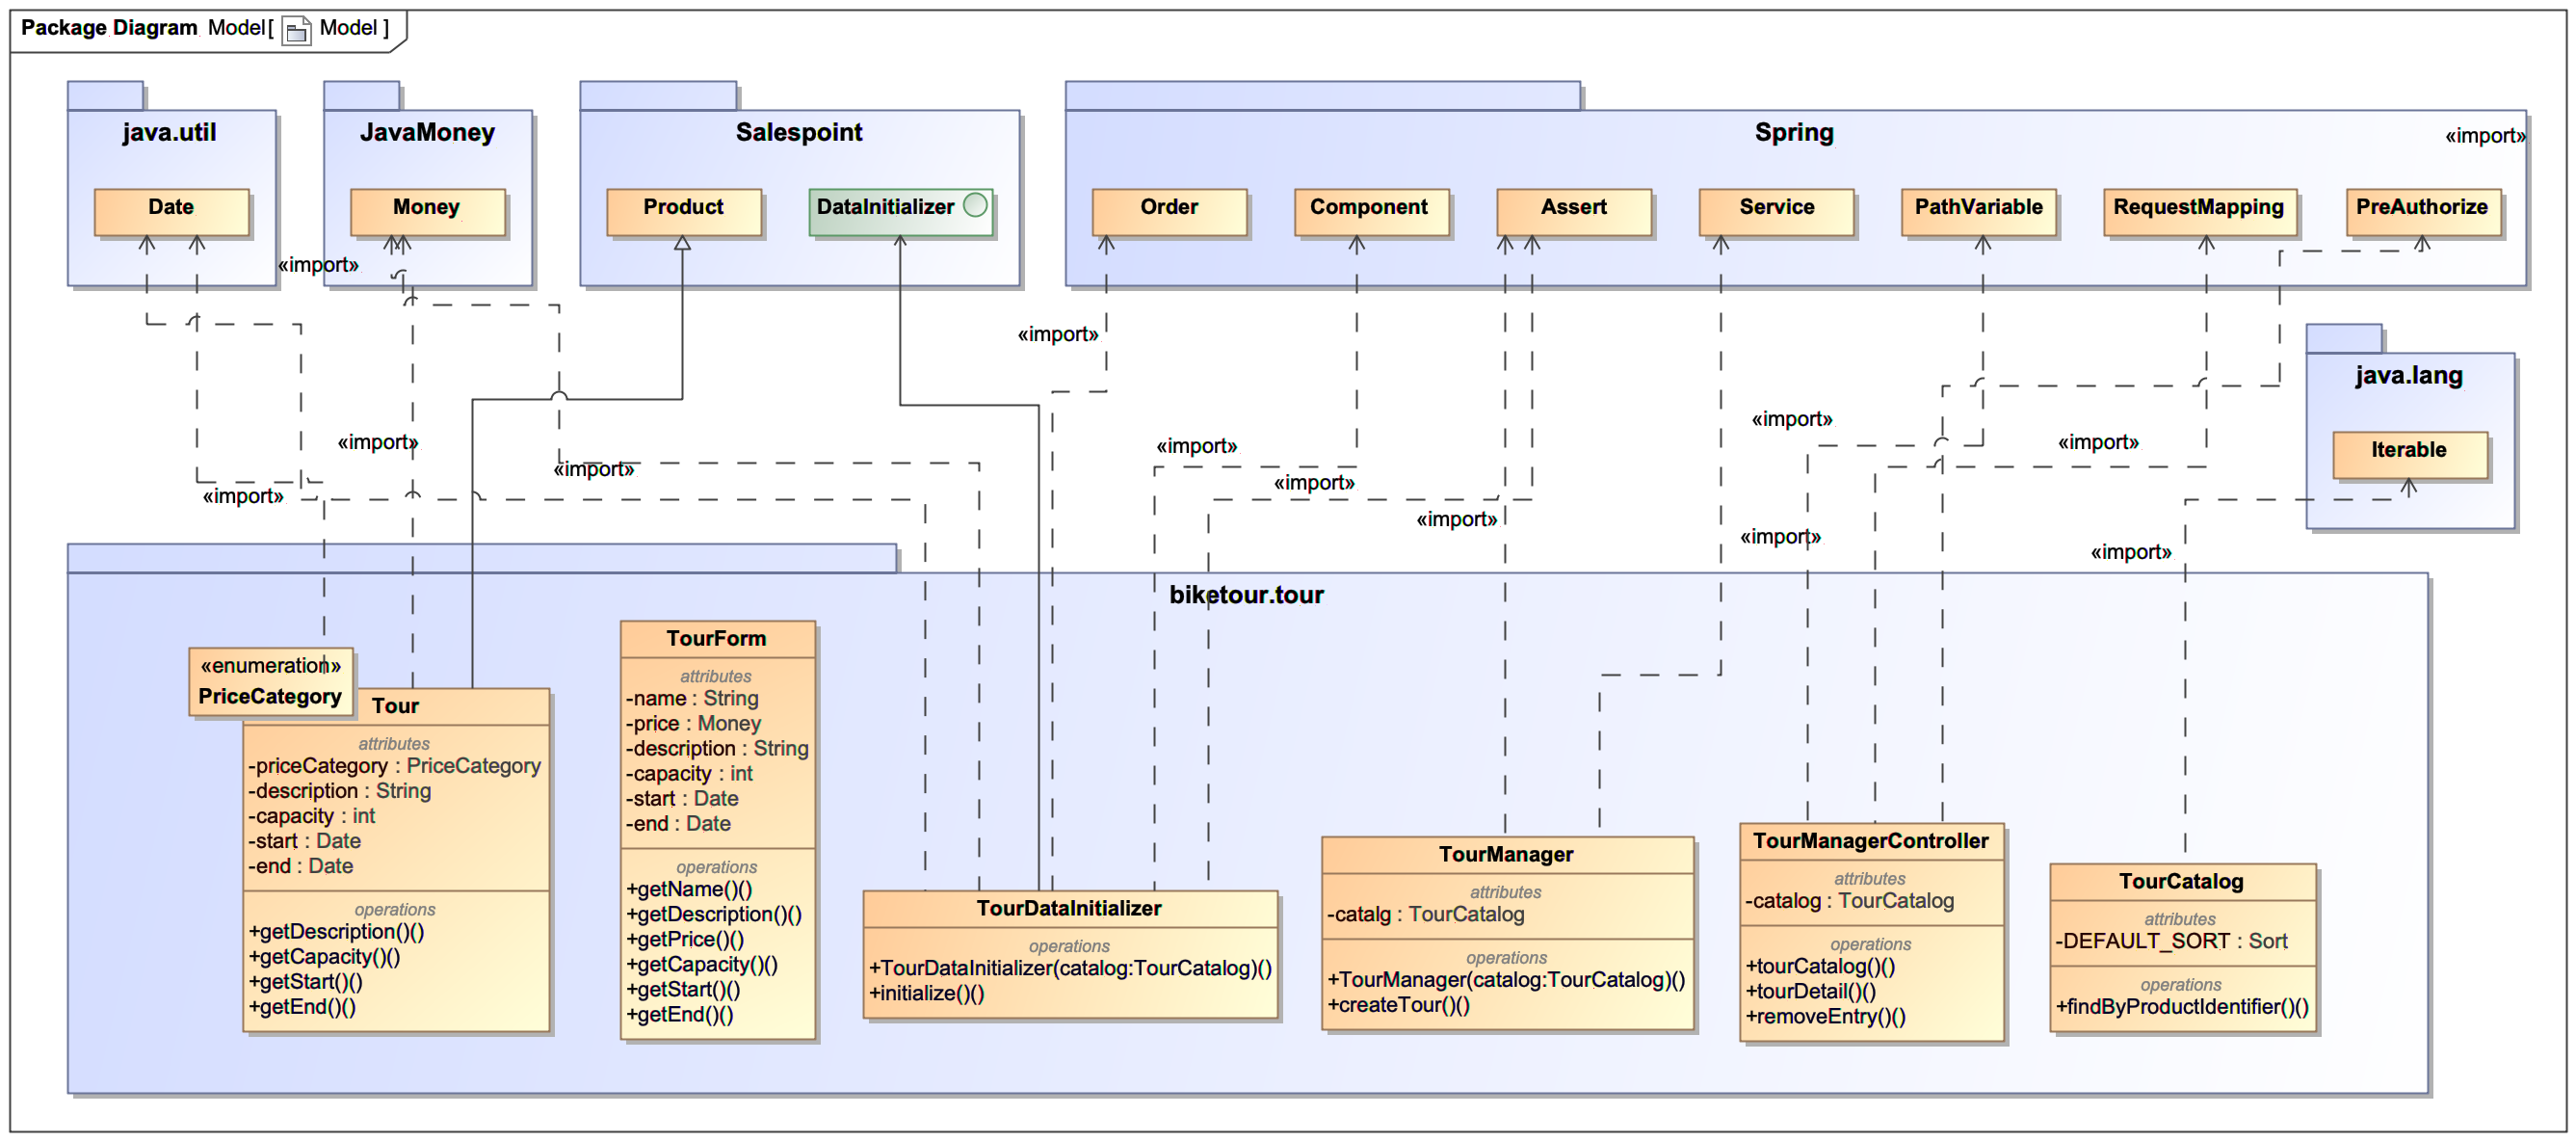 Package Diagram Model[ Model ]
java.util
Date
JavaMoney
Money
Salespoint
Product
DataInitializer
Spring
«import»
Order
Component
Assert
Service
PathVariable
RequestMapping
PreAuthorize
«import»
«import»
java.lang
Iterable
«import»
«import»
«import»
«import»
«import»
«import»
«import»
«import»
«import»
«import»
biketour.tour
«enumeration»
PriceCategory
Tour
attributes
-priceCategory : PriceCategory
-description : String
-capacity : int
-start : Date
-end : Date
operations
+getDescription()()
+getCapacity()()
+getStart()()
+getEnd()()
TourForm
attributes
-name : String
-price : Money
-description : String
-capacity : int
-start : Date
-end : Date
operations
+getName()()
+getDescription()()
+getPrice()()
+getCapacity()()
+getStart()()
+getEnd()()
TourDataInitializer
operations
+TourDataInitializer(catalog:TourCatalog)()
+initialize()()
TourManager
attributes
-catalg : TourCatalog
operations
+TourManager(catalog:TourCatalog)()
+createTour()()
TourManagerController
attributes
-catalog : TourCatalog
operations
+tourCatalog()()
+tourDetail()()
+removeEntry()()
TourCatalog
attributes
-DEFAULT_SORT : Sort
operations
+findByProductIdentifier()()